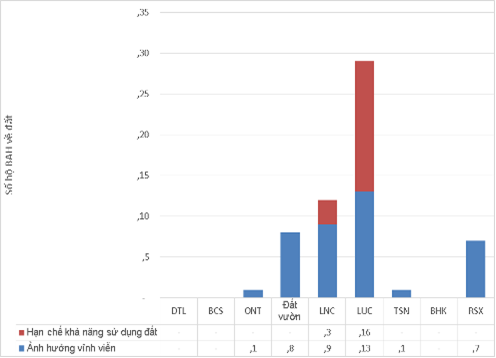 ,35
,30
,25
,20
,15
,10
,5
-
Số hộ BAH về đất
DTL BCS ONT Đất vườn LNC LUC TSN BHK RSX
Hạn chế khả năng sử dụng đất - - - - ,3 ,16 - - -
Ảnh hưởng vĩnh viễn - - ,1 ,8 ,9 ,13 ,1 - ,7